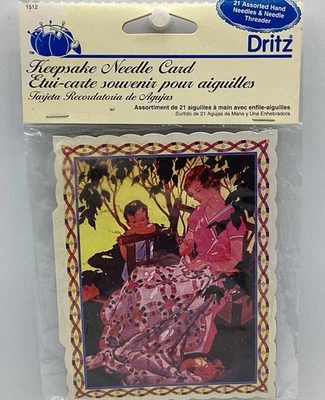 1512
21 Assorted Hand
Needles & Needle
Threader
Dritz®
Keepsake Needle Card
Etui-carte souvenir pour aiguilles
Tarjeta Recordatoria de Agujas
Assortiment de 21 aiguilles à main avec enfile-aiguilles
Surtido de 21 Agujas de Mano y Una Enhebradora